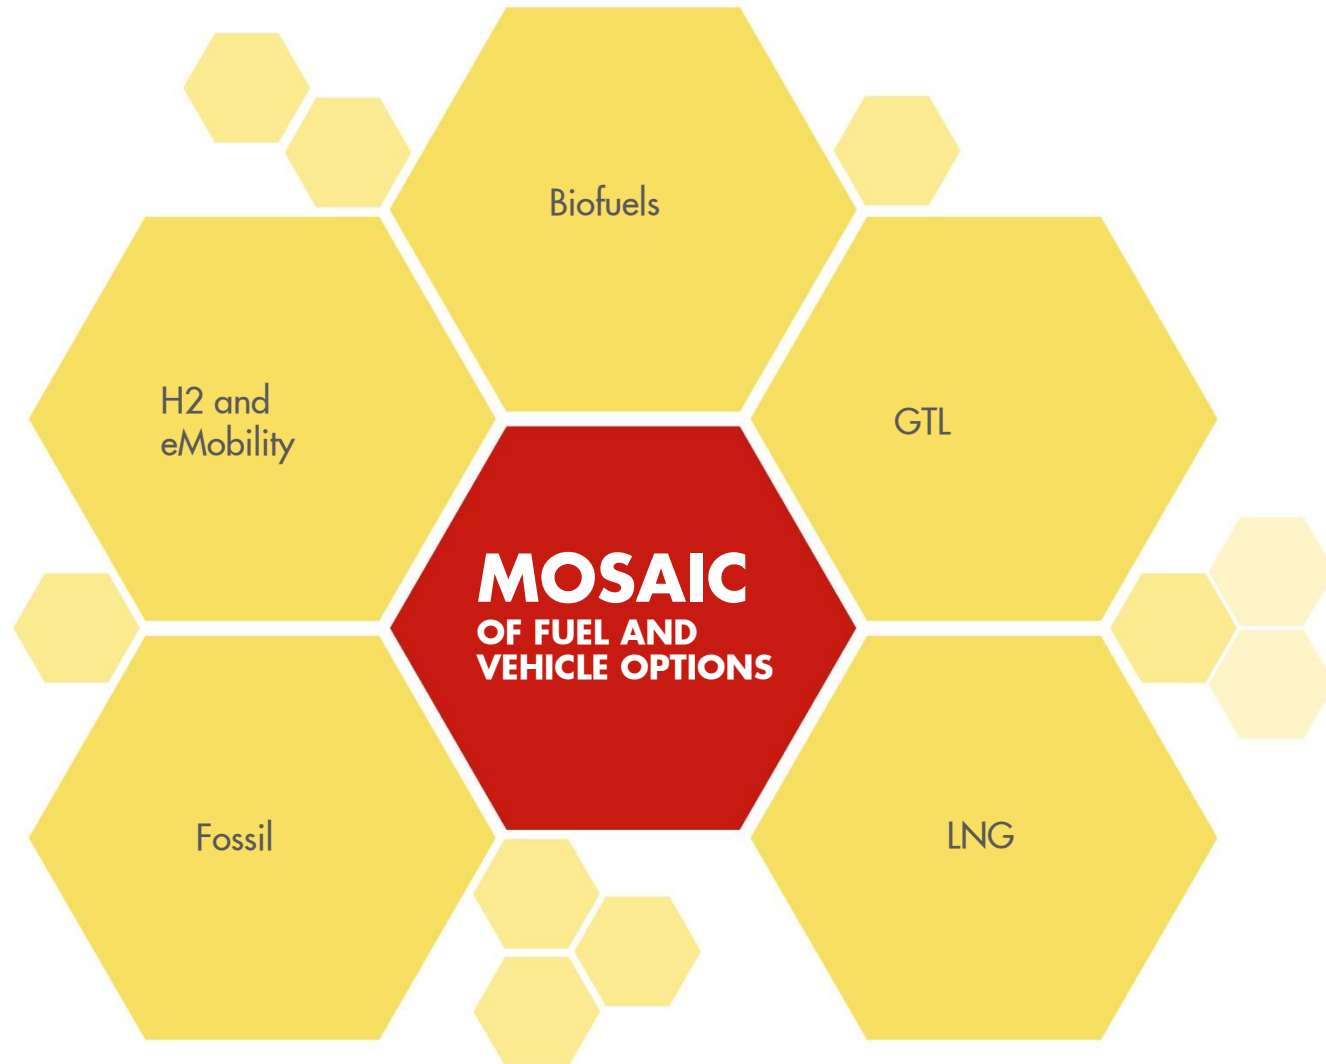 Biofuels
H2 and
eMobility
GTL
MOSAIC
OF FUEL AND
VEHICLE OPTIONS
Fossil
LNG